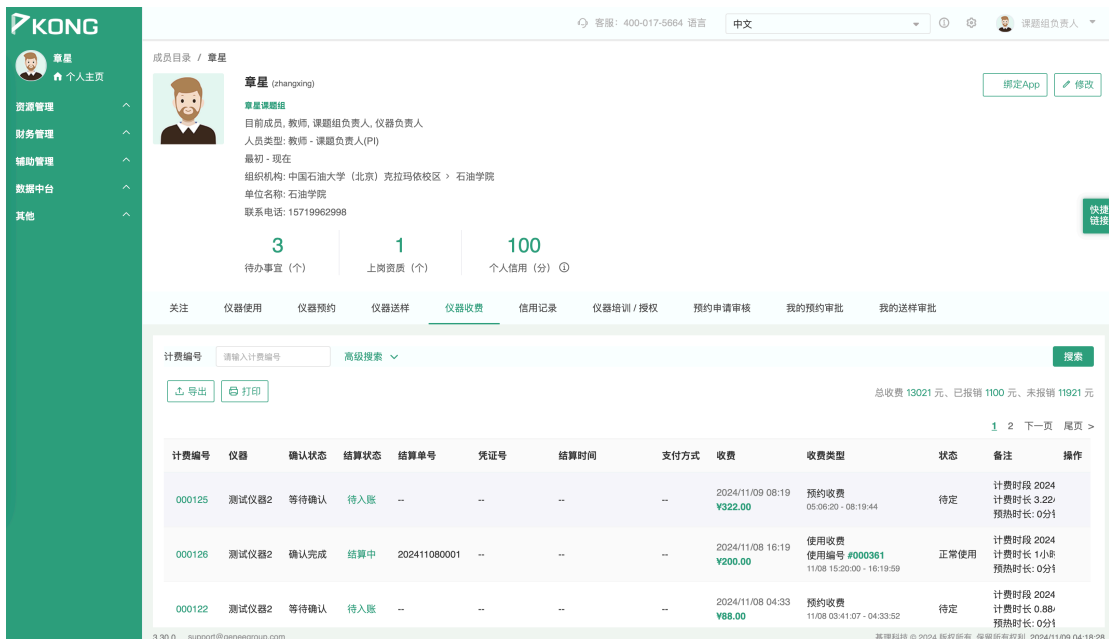 KONG
客服：400-017-5664 语言 中文 课题组负责人
章星
个人主页
资源管理
财务管理
辅助管理
数据中台
其他
成员目录 / 章星
章星 (zhangxing)
绑定App 修改
章星课题组
目前成员, 教师, 课题组负责人, 仪器负责人
人员类型: 教师 - 课题负责人(PI)
最初 - 现在
组织机构: 中国石油大学（北京）克拉玛依校区 > 石油学院
单位名称: 石油学院
联系电话: 15719962998
快捷
链接
3 1 100
待办事宜（个） 上岗资质（个） 个人信用（分）
关注 仪器使用 仪器预约 仪器送样 仪器收费 信用记录 仪器培训 / 授权 预约申请审核 我的预约审批 我的送样审批
计费编号 请输入计费编号 高级搜索 搜索
导出 打印 总收费 13021 元、已报销 1100 元、未报销 11921 元
1 2 下一页 尾页 >
计费编号 仪器 确认状态 结算状态 结算单号 凭证号 结算时间 支付方式 收费 收费类型 状态 备注 操作
000125 测试仪器2 等待确认 待入账 -- -- -- -- 2024/11/09 08:19 ¥322.00 预约收费 05:06:20 - 08:19:44 待定 计费时段 2024
计费时长 3.22
预热时长: 0分
000126 测试仪器2 确认完成 结算中 202411080001 -- -- -- 2024/11/08 16:19 ¥200.00 使用收费 使用编号 #000361 11/08 15:20:00 - 16:19:59 正常使用 计费时段 2024
计费时长 1小时
预热时长: 0分
000122 测试仪器2 等待确认 待入账 -- -- -- -- 2024/11/08 04:33 ¥88.00 预约收费 11/08 03:41:07 - 04:33:52 待定 计费时段 2024
计费时长 0.88
预热时长: 0分
3.30.0 support@geneegroup.com 基理科技 © 2024 版权所有, 保留所有权利. 2024/11/09 04:18:28